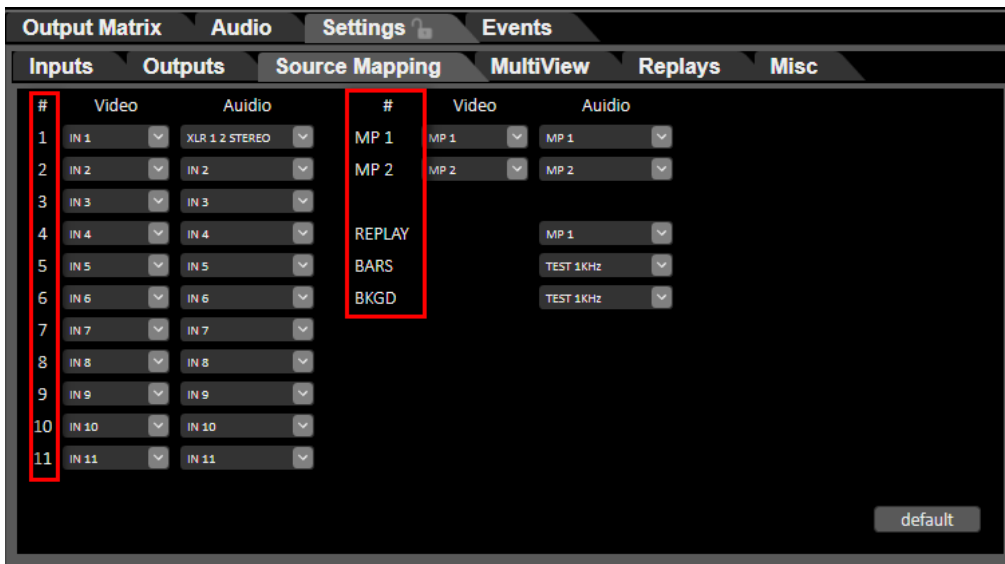 Output Matrix Audio Settings Events
Inputs Outputs Source Mapping MultiView Replays Misc
# Video Auidio # Video Auidio
1 IN 1 XLR 1 2 STEREO MP 1 MP 1 MP 1
2 IN 2 IN 2 MP 2 MP 2 MP 2
3 IN 3 IN 3
4 IN 4 IN 4 REPLAY MP 1
5 IN 5 IN 5 BARS TEST 1KHz
6 IN 6 IN 6 BKGD TEST 1KHz
7 IN 7 IN 7
8 IN 8 IN 8
9 IN 9 IN 9
10 IN 10 IN 10
11 IN 11 IN 11
default